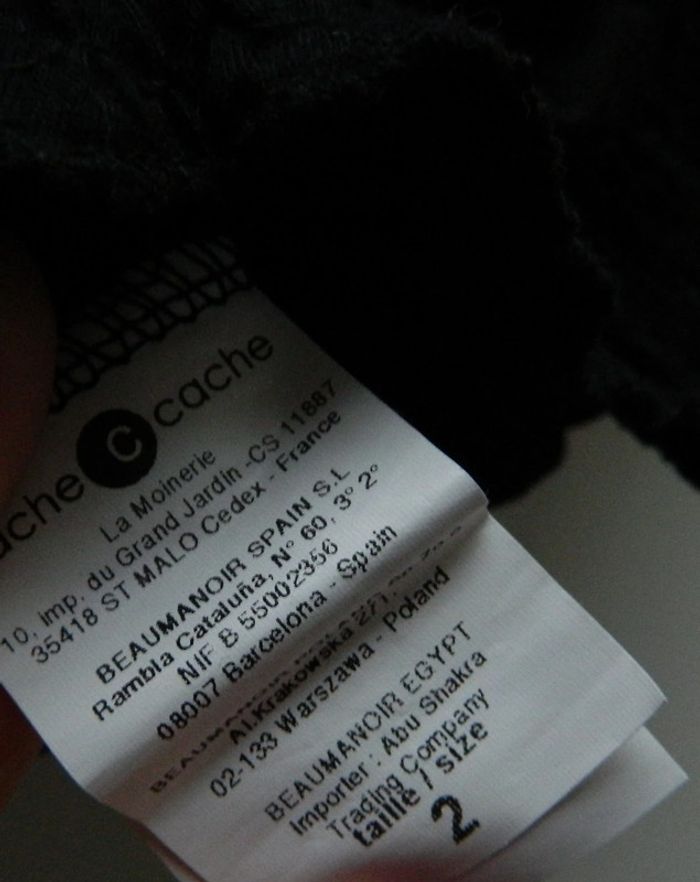 ache C cache
La Moinerie
10, imp. du Grand Jardin -CS 11887
35418 ST MALO Cedex - France
BEAUMANOIR SPAIN S.L
Rambla Cataluña, N° 60, 3° 2°
NIF B 55002356
08007 Barcelona - Spain
BEAUMANOIR
Al.Krakowska 271,
02-133 Warszawa - Poland
BEAUMANOIR EGYPT
Importer : Abu Shakra
Trading Company
taille / size
2